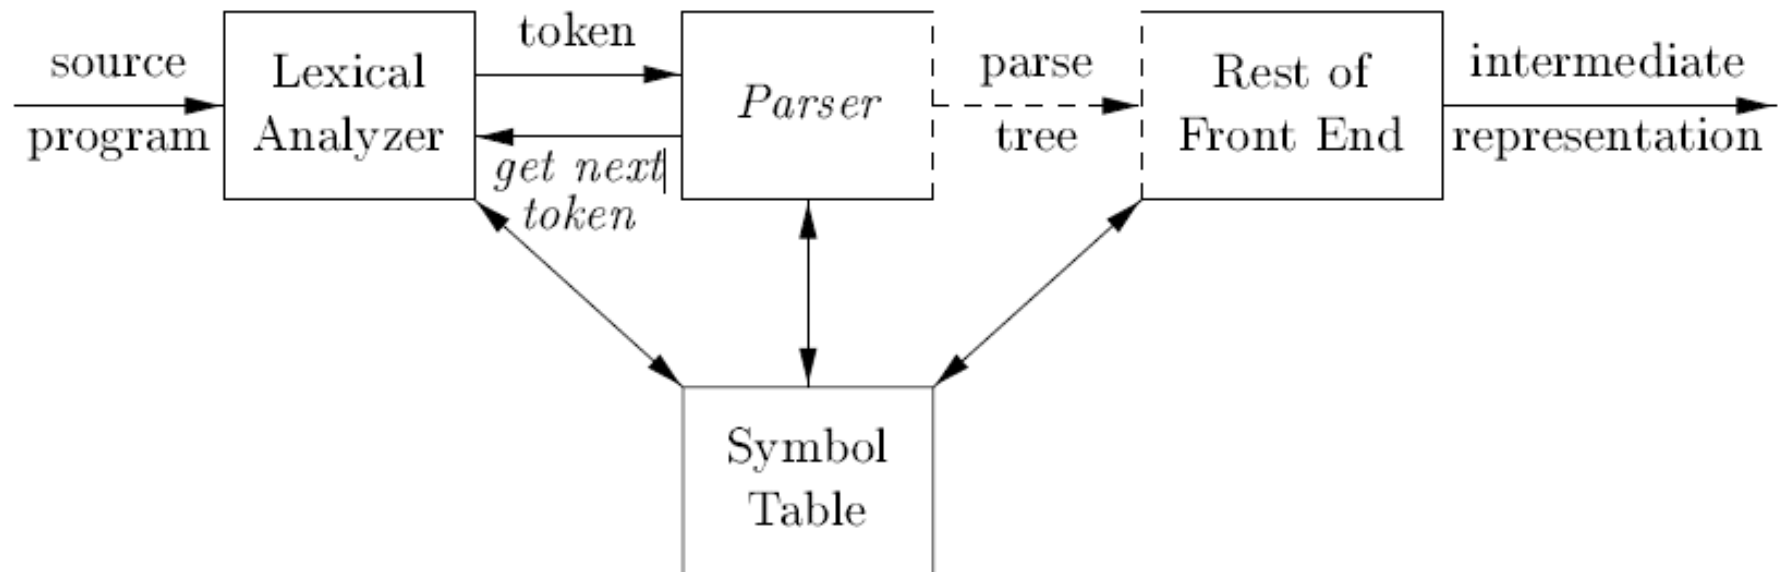 source
program
Lexical
Analyzer
token
get next
token
Parser
parse
tree
Rest of
Front End
intermediate
representation
Symbol
Table